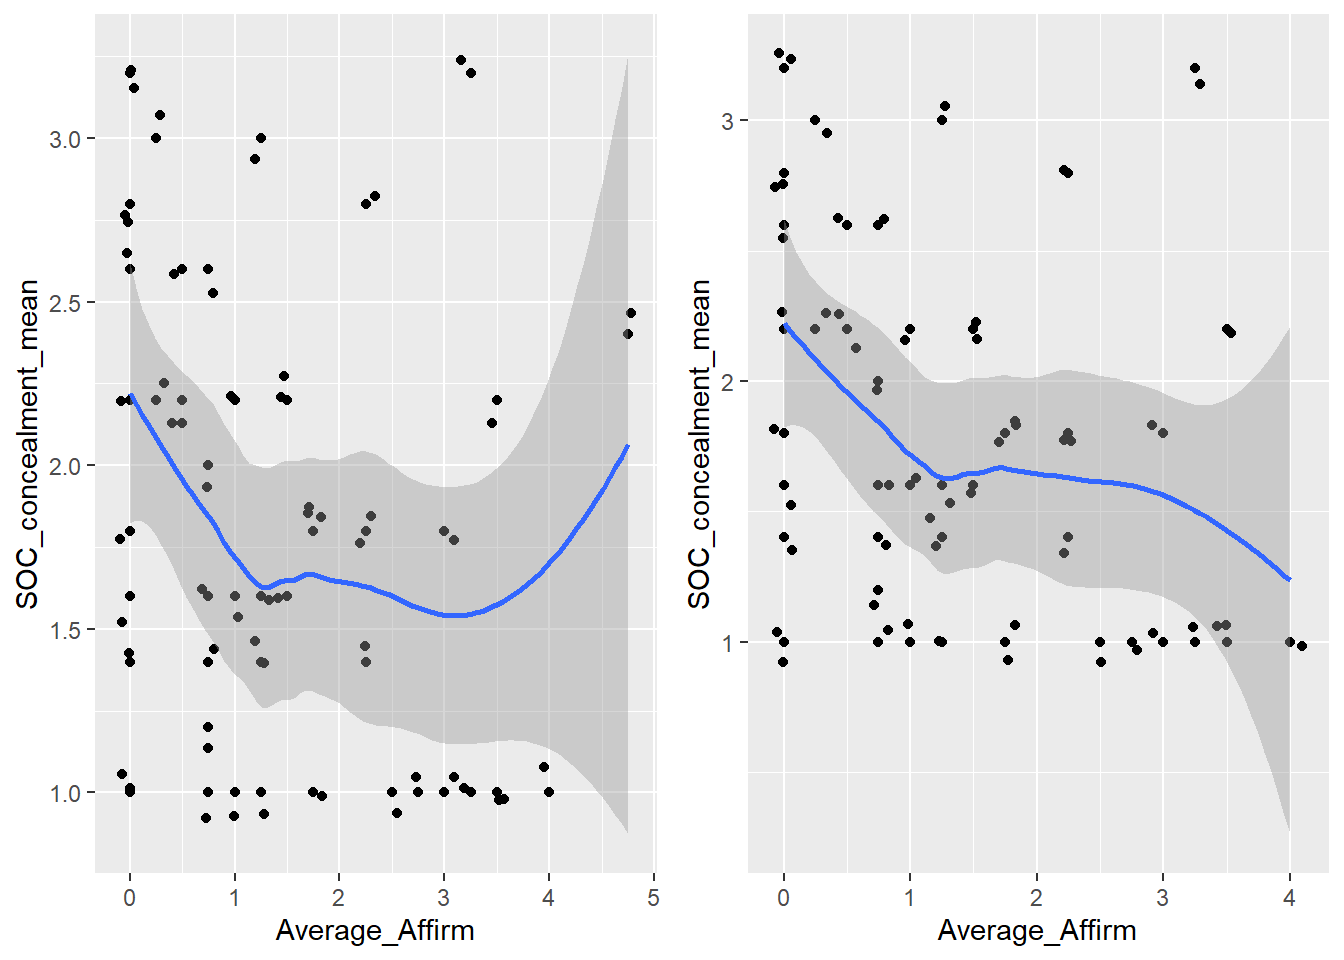 SOC_concealment_mean
3.0
2.5
2.0
1.5
1.0
0 1 2 3 4 5
Average_Affirm
SOC_concealment_mean
3
2
1
0 1 2 3 4
Average_Affirm